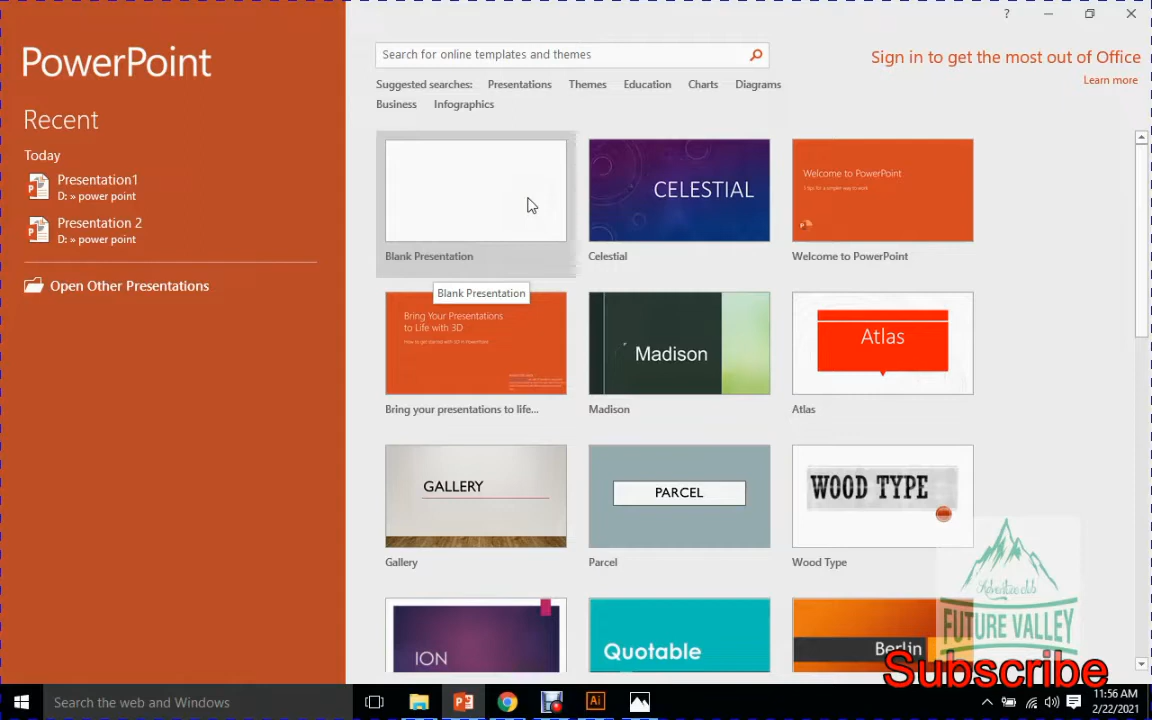 PowerPoint
Recent
Today
Presentation1
D: » power point
Presentation 2
D: » power point
Open Other Presentations
?
Search for online templates and themes
Sign in to get the most out of Office
Learn more
Suggested searches: Presentations Themes Education Charts Diagrams
Business Infographics
Blank Presentation
CELESTIAL
Celestial
Welcome to PowerPoint
Welcome to PowerPoint
Blank Presentation
Bring Your Presentations
to Life with 3D
Bring your presentations to life...
Madison
Madison
Atlas
Atlas
GALLERY
Gallery
PARCEL
Parcel
WOOD TYPE
Wood Type
ION
Quotable
Berlin
Adventee club
FUTURE VALLEY
Subscribe
Search the web and Windows
Ai
11:56 AM
2/22/2021